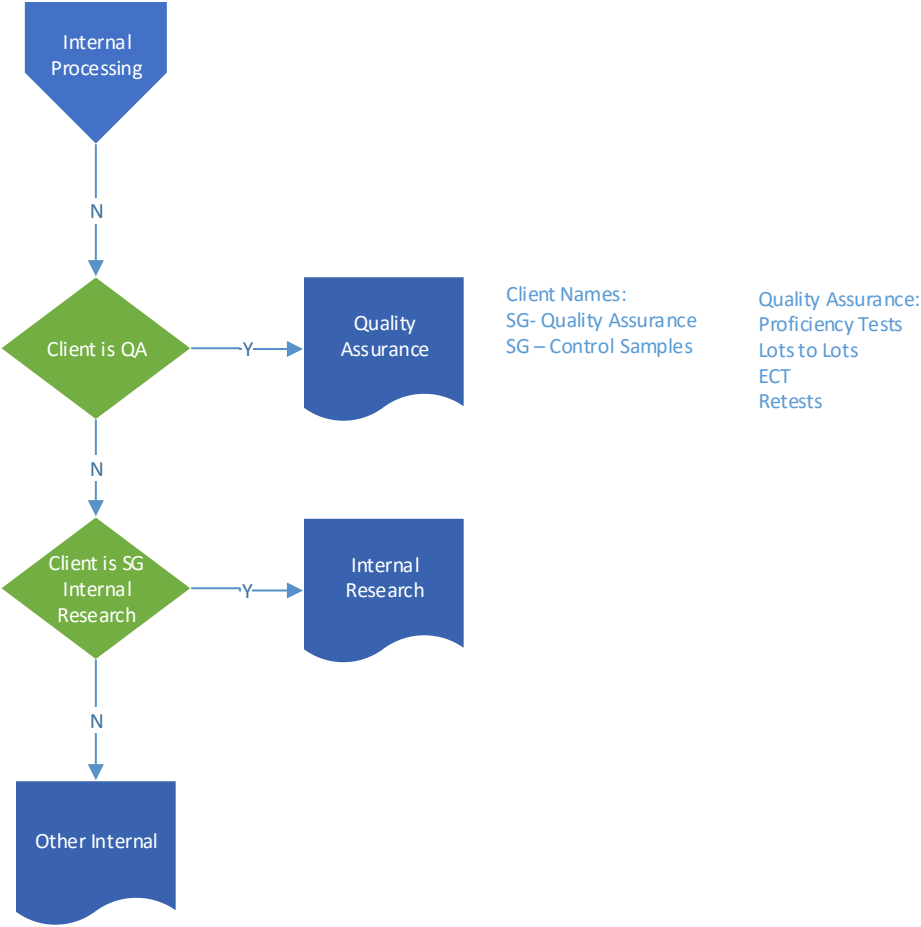 Internal
Processing
N
Client is QA
Y
Quality
Assurance
Client Names:
SG- Quality Assurance
SG – Control Samples
Quality Assurance:
Proficiency Tests
Lots to Lots
ECT
Retests
N
Client is SG
Internal
Research
Y
Internal
Research
N
Other Internal